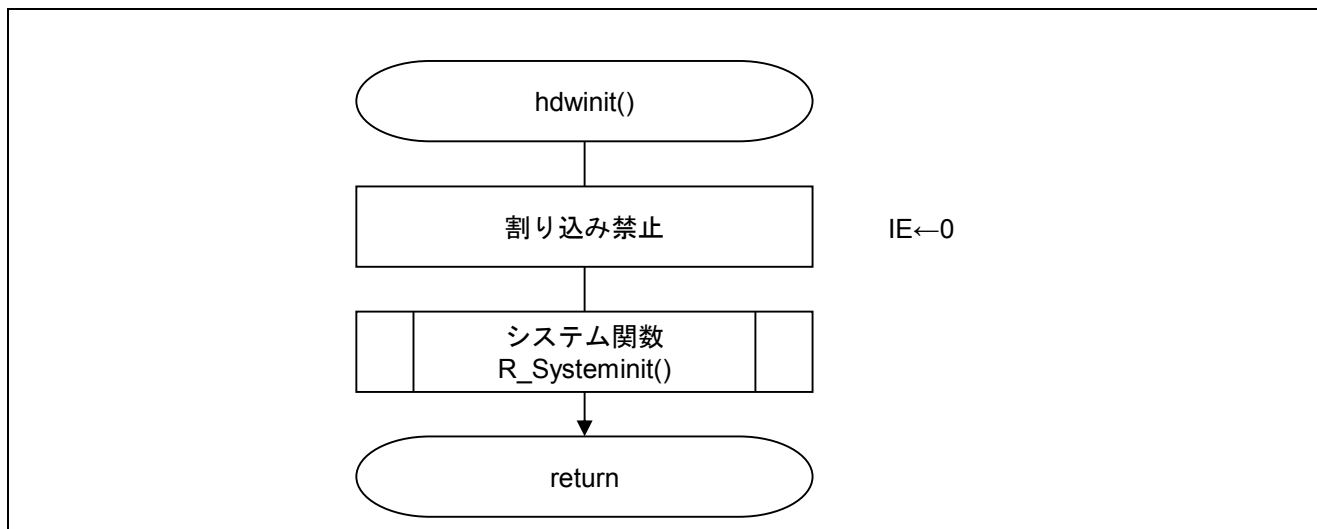 hdwinit()
割り込み禁止
IE←0
システム関数
R_Systeminit()
return